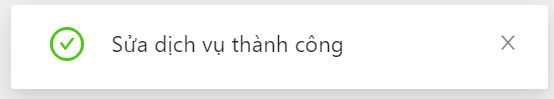 Sửa dịch vụ thành công